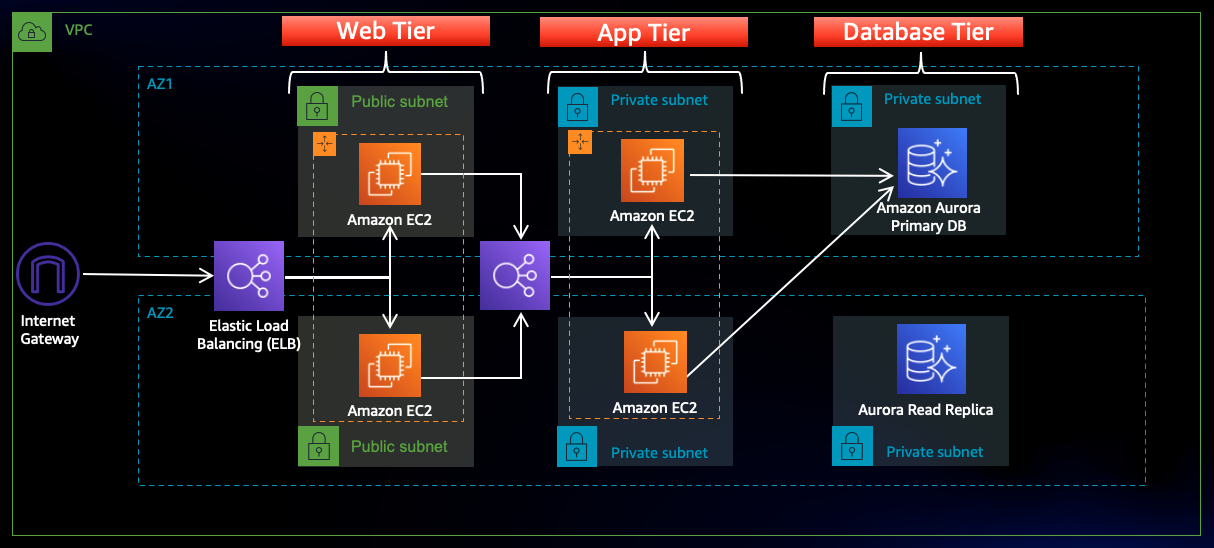 VPC
Web Tier
App Tier
Database Tier
AZ1
Public subnet
Private subnet
Private subnet
Amazon EC2
Amazon EC2
Amazon Aurora
Primary DB
Internet
Gateway
Elastic Load
Balancing (ELB)
AZ2
Amazon EC2
Amazon EC2
Aurora Read Replica
Public subnet
Private subnet
Private subnet